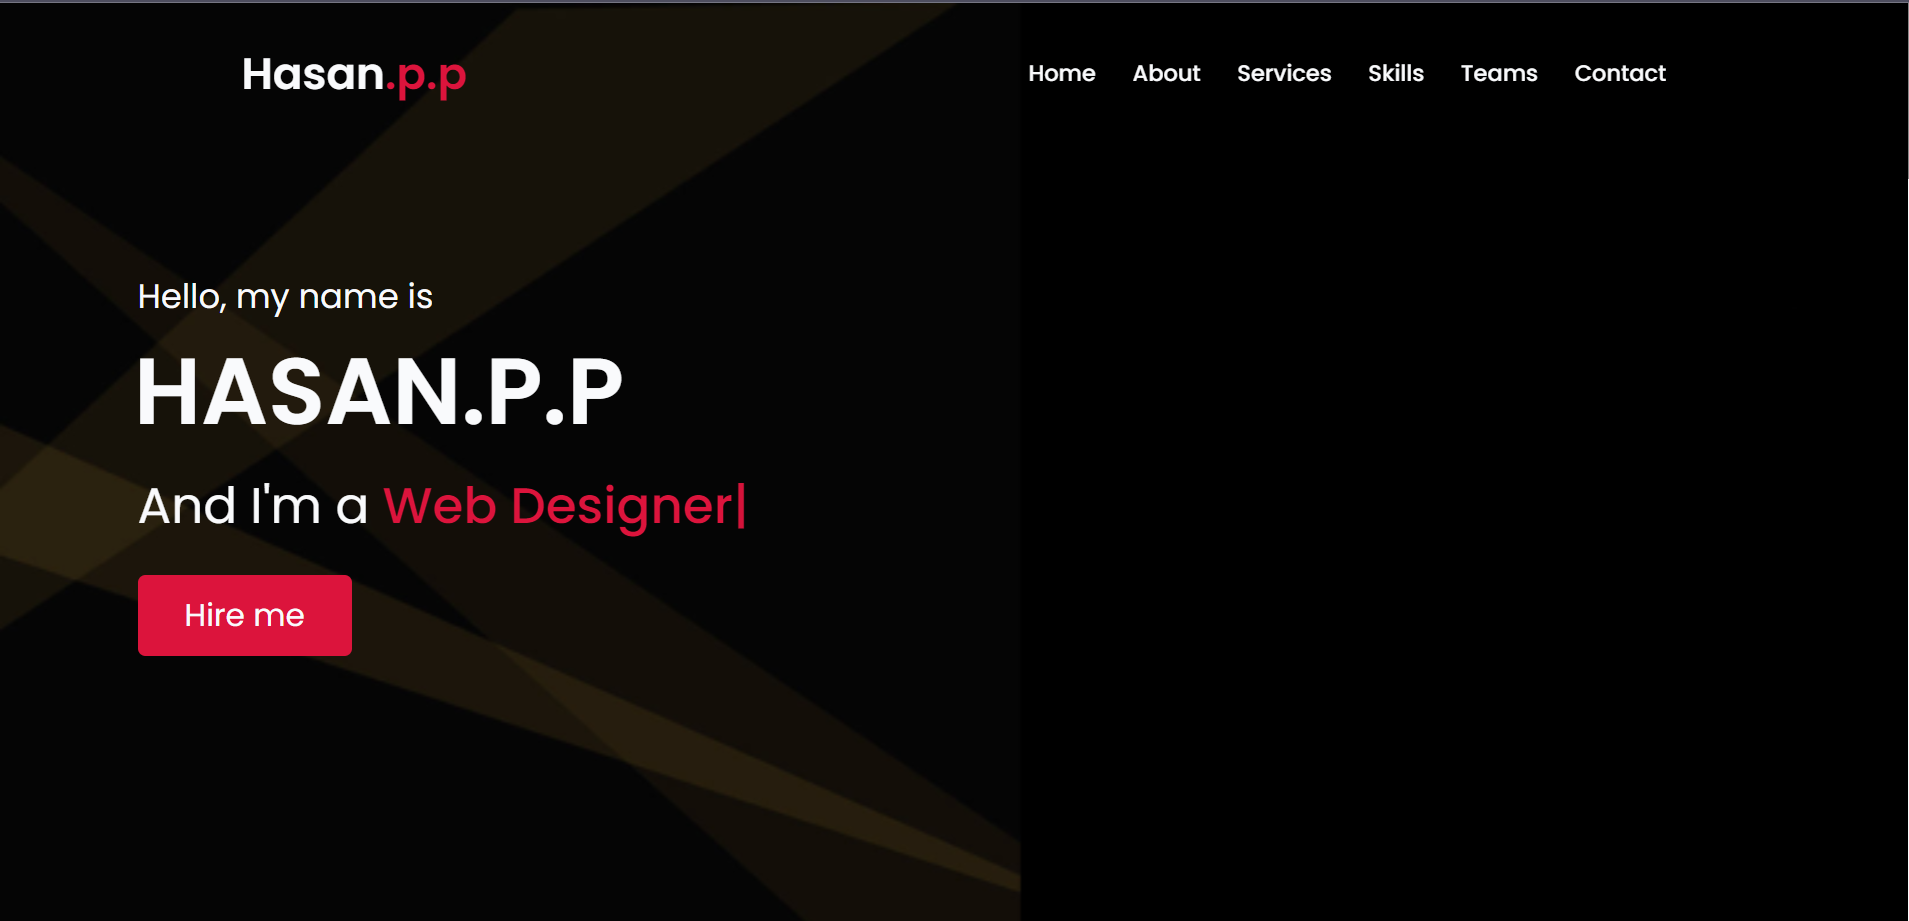 Hasan.p.p
Home About Services Skills Teams Contact
Hello, my name is
HASAN.P.P
And I'm a Web Designer|
Hire me